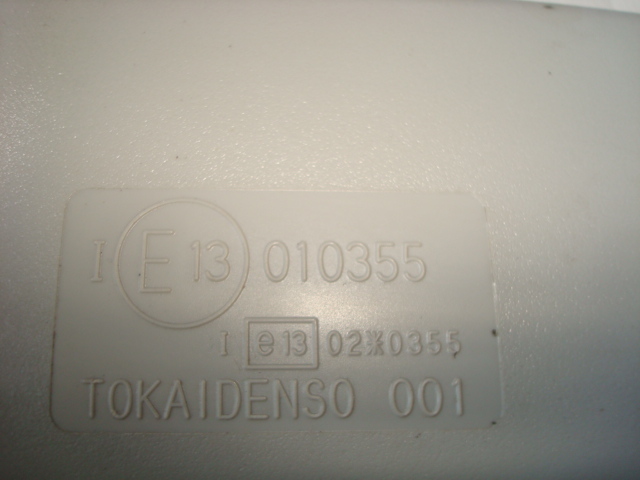 I E 13 010355
I e13 02※0355
TOKAIDENSO 001